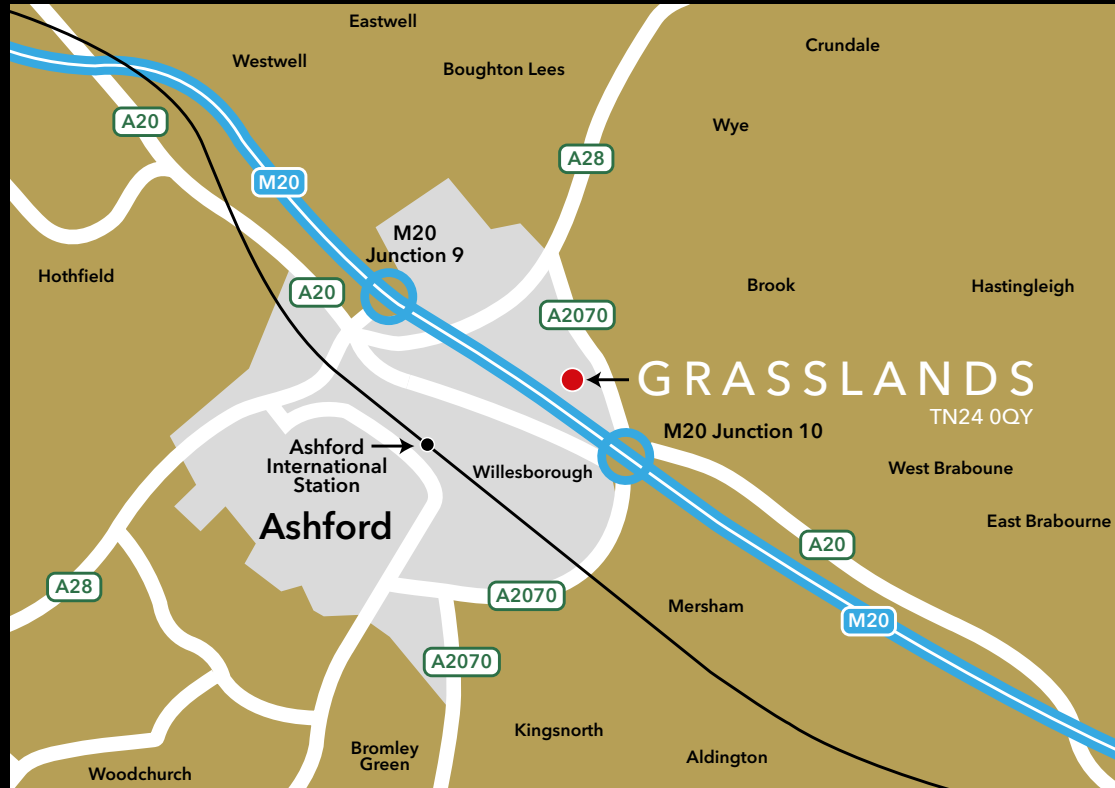 Eastwell
Westwell
Boughton Lees
Crundale
A20
Wye
A28
M20
M20
Junction 9
Hothfield
A20
A2070
Brook
Hastingleigh
GRASSLANDS
TN24 0QY
M20 Junction 10
Ashford
International
Station
Willesborough
West Braboune
Ashford
East Brabourne
A20
A28
A2070
Mersham
M20
A2070
Kingsnorth
Bromley
Green
Aldington
Woodchurch